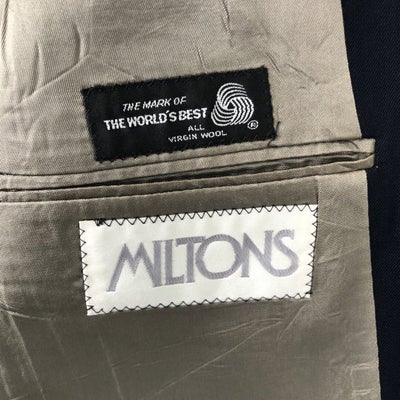 THE MARK OF
THE WORLD'S BEST
ALL
VIRGIN WOOL
®
MILTONS